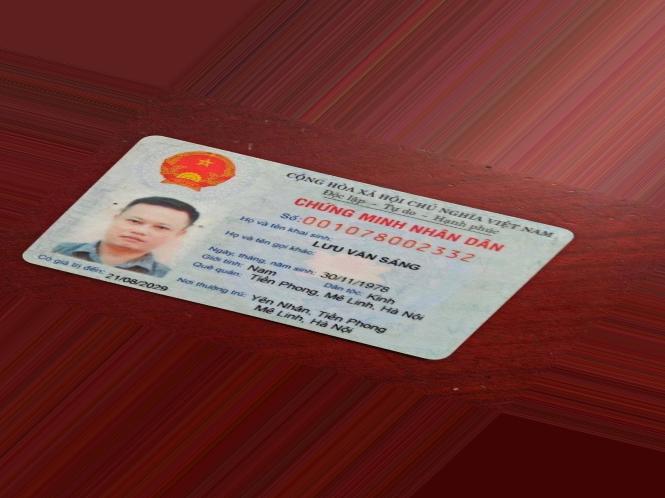 CỘNG HÒA XÃ HỘI CHỦ NGHĨA VIỆT NAM
Độc lập - Tự do - Hạnh phúc
CHỨNG MINH NHÂN DÂN
Số: 001078002332
Họ và tên khai sinh:
LƯU VĂN SÁNG
Họ và tên gọi khác:
Ngày, tháng, năm sinh: 30/11/1978
Giới tính: Nam Dân tộc: Kinh
Quê quán: Tiền Phong, Mê Linh, Hà Nội
Nơi thường trú: Yên Nhân, Tiền Phong
Mê Linh, Hà Nội
Có giá trị đến: 21/08/2029